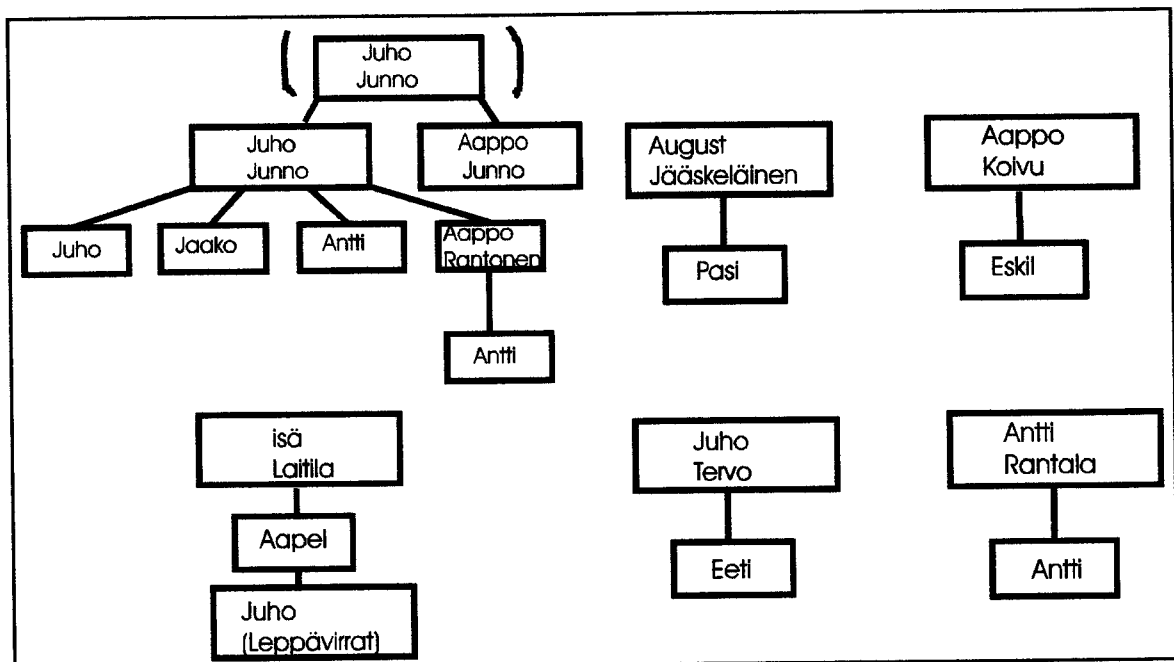 Juho
Junno
Juho
Junno
Aappo
Junno
Juho
Jaako
Antti
Aappo
Rantonen
Antti
August
Jääskeläinen
Pasi
Aappo
Koivu
Eskil
isä
Laitila
Aapel
Juho
(Leppävirrat)
Juho
Tervo
Eeti
Antti
Rantala
Antti